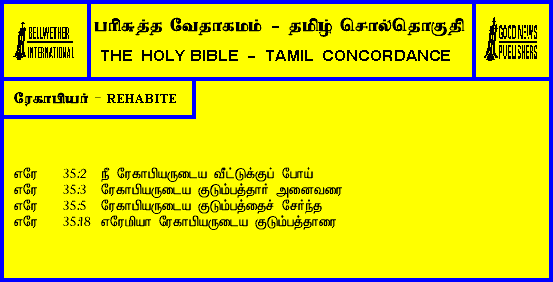 BELLWETHER
INTERNATIONAL
பரிசுத்த வேதாகமம் - தமிழ் சொல்தொகுதி
THE HOLY BIBLE - TAMIL CONCORDANCE
GOOD NEWS
PUBLISHERS
ரேகாபியர் - REHABITE
எரே 35:2 நீ ரேகாபியருடைய வீட்டுக்குப் போய்
எரே 35:3 ரேகாபியருடைய குடும்பத்தார் அனைவரை
எரே 35:5 ரேகாபியருடைய குடும்பத்தைச் சேர்ந்த
எரே 35:18 எரேமியா ரேகாபியருடைய குடும்பத்தாரை